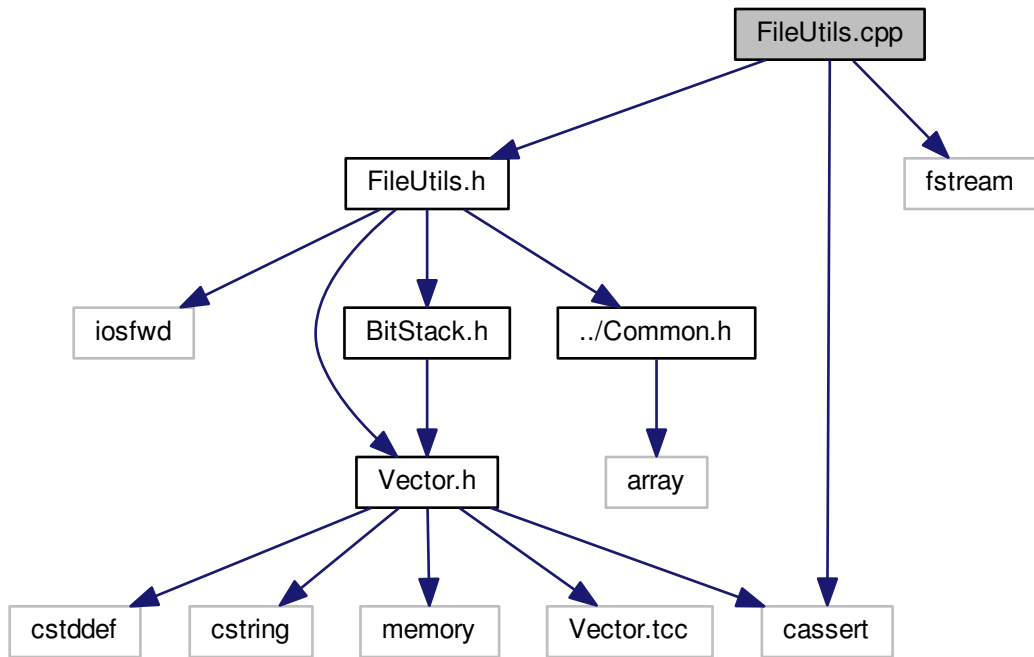 FileUtils.cpp
FileUtils.h
fstream
iosfwd
BitStack.h
../Common.h
Vector.h
array
cstddef
cstring
memory
Vector.tcc
cassert